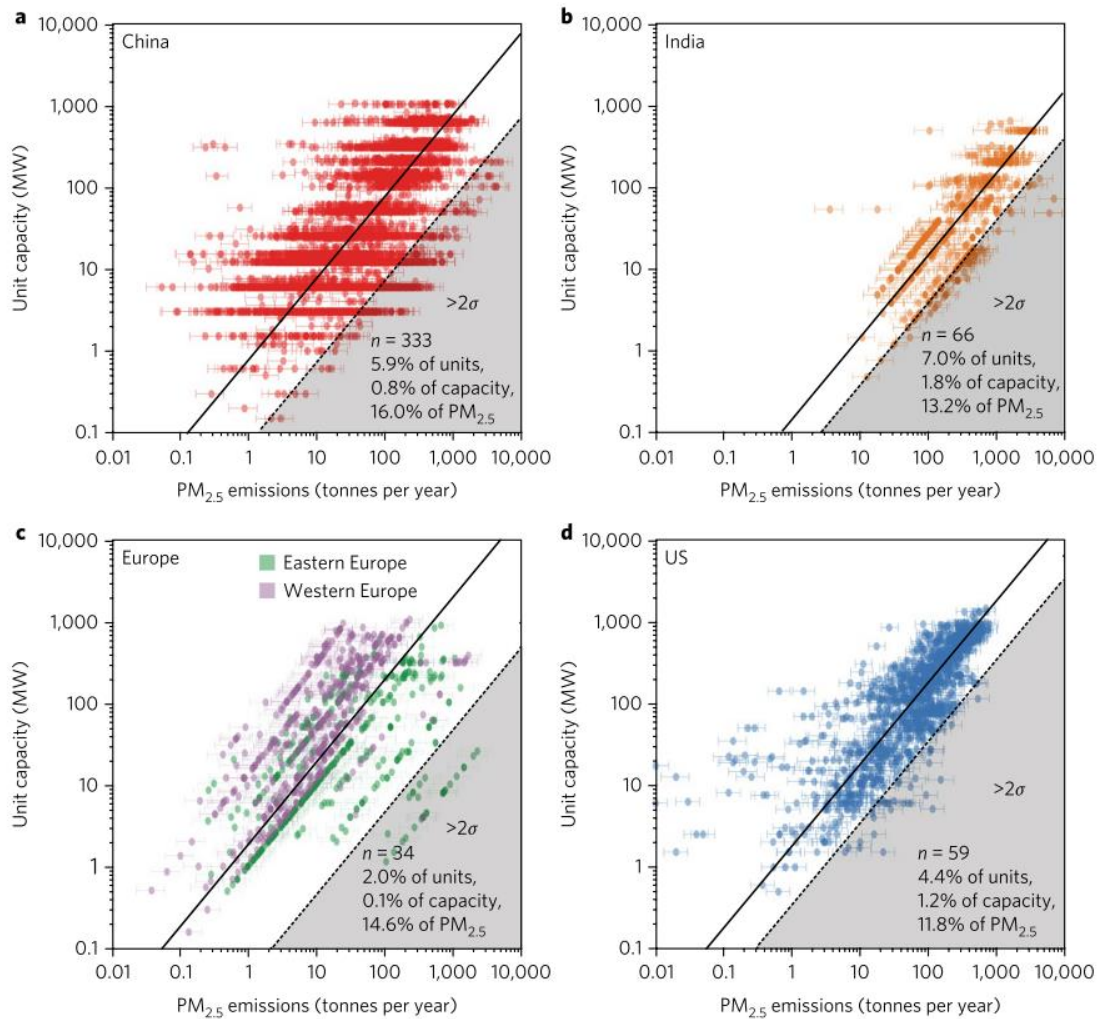 a
China
10,000
1,000
100
10
1
0.1
Unit capacity (MW)
0.01 0.1 1 10 100 1,000 10,000
PM2.5 emissions (tonnes per year)
>2σ
n = 333
5.9% of units,
0.8% of capacity,
16.0% of PM2.5
b
India
10,000
1,000
100
10
1
0.1
Unit capacity (MW)
0.01 0.1 1 10 100 1,000 10,000
PM2.5 emissions (tonnes per year)
>2σ
n = 66
7.0% of units,
1.8% of capacity,
13.2% of PM2.5
c
Europe
Eastern Europe
Western Europe
10,000
1,000
100
10
1
0.1
Unit capacity (MW)
0.01 0.1 1 10 100 1,000 10,000
PM2.5 emissions (tonnes per year)
>2σ
n = 34
2.0% of units,
0.1% of capacity,
14.6% of PM2.5
d
US
10,000
1,000
100
10
1
0.1
Unit capacity (MW)
0.01 0.1 1 10 100 1,000 10,000
PM2.5 emissions (tonnes per year)
>2σ
n = 59
4.4% of units,
1.2% of capacity,
11.8% of PM2.5